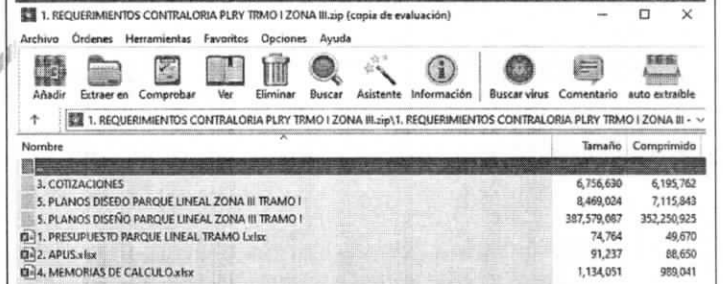 1. REQUERIMIENTOS CONTRALORIA PLRY TRMO I ZONA III.zip (copia de evaluación)
Archivo Órdenes Herramientas Favoritos Opciones Ayuda
Añadir Extraer en Comprobar Ver Eliminar Buscar Asistente Información Buscar virus Comentario auto extraible
1. REQUERIMIENTOS CONTRALORIA PLRY TRMO I ZONA III.zip\1. REQUERIMIENTOS CONTRALORIA PLRY TRMO I ZONA III -
Nombre Tamaño Comprimido
..
3. COTIZACIONES 6,756,630 6,195,762
5. PLANOS DISEÐO PARQUE LINEAL ZONA III TRAMO I 8,469,024 7,115,843
5. PLANOS DISEÑO PARQUE LINEAL ZONA III TRAMO I 387,579,087 352,250,925
1. PRESUPUESTO PARQUE LINEAL TRAMO I.xlsx 74,764 49,670
2. APUS.xlsx 91,237 88,650
4. MEMORIAS DE CALCULO.xlsx 1,134,051 989,041